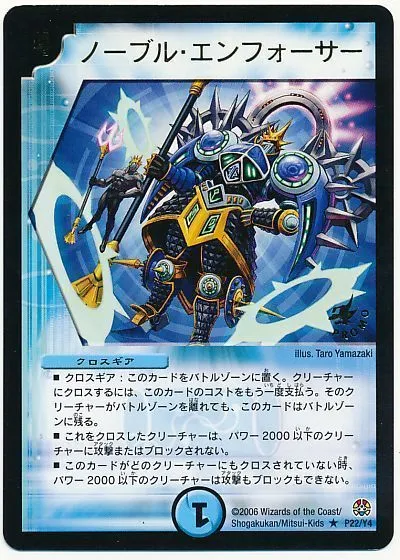 ノーブル・エンフォーサー
PROMO
illus. Taro Yamazaki
クロスギア
■ クロスギア：このカードをバトルゾーンに置く。クリーチャー
にクロスするには、このカードのコストをもう一度支払う。その
クリーチャーがバトルゾーンを離れても、このカードはバトルゾーン
に残る。
■ これをクロスしたクリーチャーは、パワー 2000 以下のクリー
チャーに攻撃またはブロックされない。
■ このカードがどのクリーチャーにもクロスされていない時、
パワー 2000 以下のクリーチャーは攻撃もブロックもできない。
©2006 Wizards of the Coast/
Shogakukan/Mitsui-Kids ★ P22/Y4